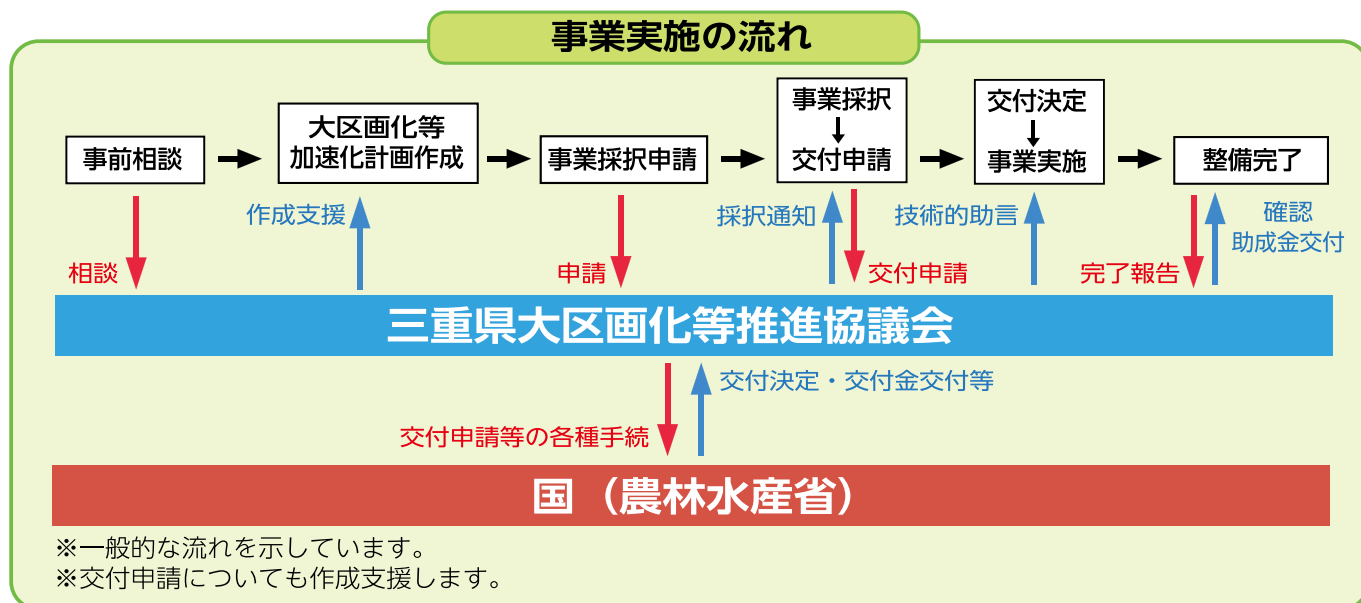 事業実施の流れ
事前相談
大区画化等
加速化計画作成
事業採択申請
事業採択
交付申請
交付決定
事業実施
整備完了
相談
作成支援
申請
採択通知
交付申請
技術的助言
完了報告
確認
助成金交付
三重県大区画化等推進協議会
交付決定・交付金交付等
交付申請等の各種手続
国（農林水産省）
※一般的な流れを示しています。
※交付申請についても作成支援します。